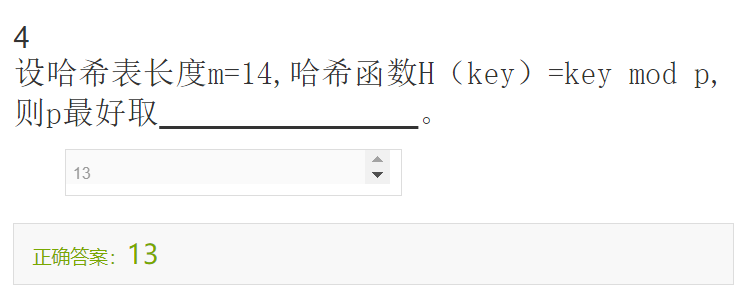 4
设哈希表长度m=14,哈希函数H（key）=key mod p,
则p最好取________________。
13
正确答案：13